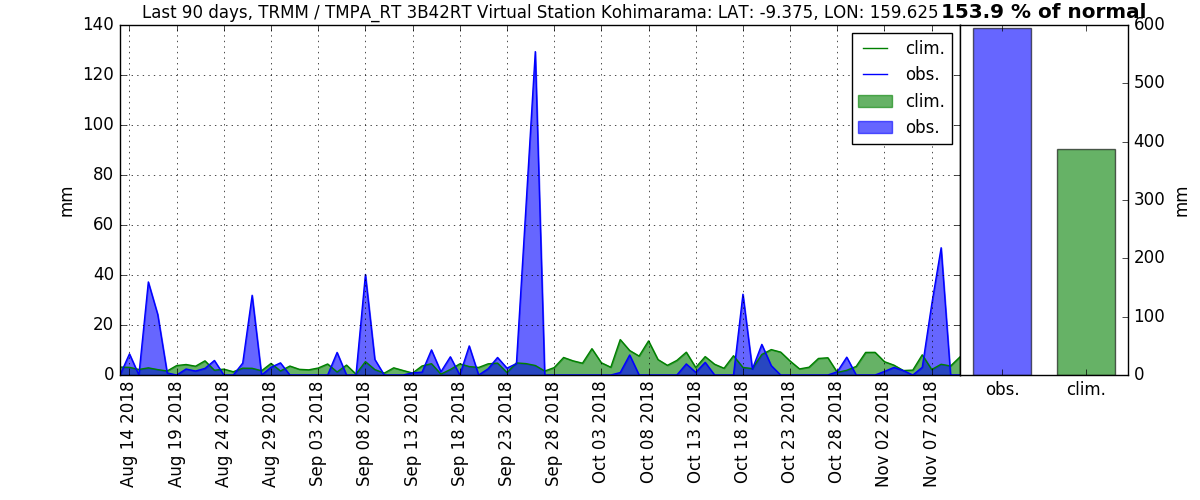 Last 90 days, TRMM / TMPA_RT 3B42RT Virtual Station Kohimarama: LAT: -9.375, LON: 159.625
153.9 % of normal
140
120
100
80
60
40
20
0
mm
clim.
obs.
clim.
obs.
Aug 14 2018
Aug 19 2018
Aug 24 2018
Aug 29 2018
Sep 03 2018
Sep 08 2018
Sep 13 2018
Sep 18 2018
Sep 23 2018
Sep 28 2018
Oct 03 2018
Oct 08 2018
Oct 13 2018
Oct 18 2018
Oct 23 2018
Oct 28 2018
Nov 02 2018
Nov 07 2018
600
500
400
300
200
100
0
mm
obs.
clim.